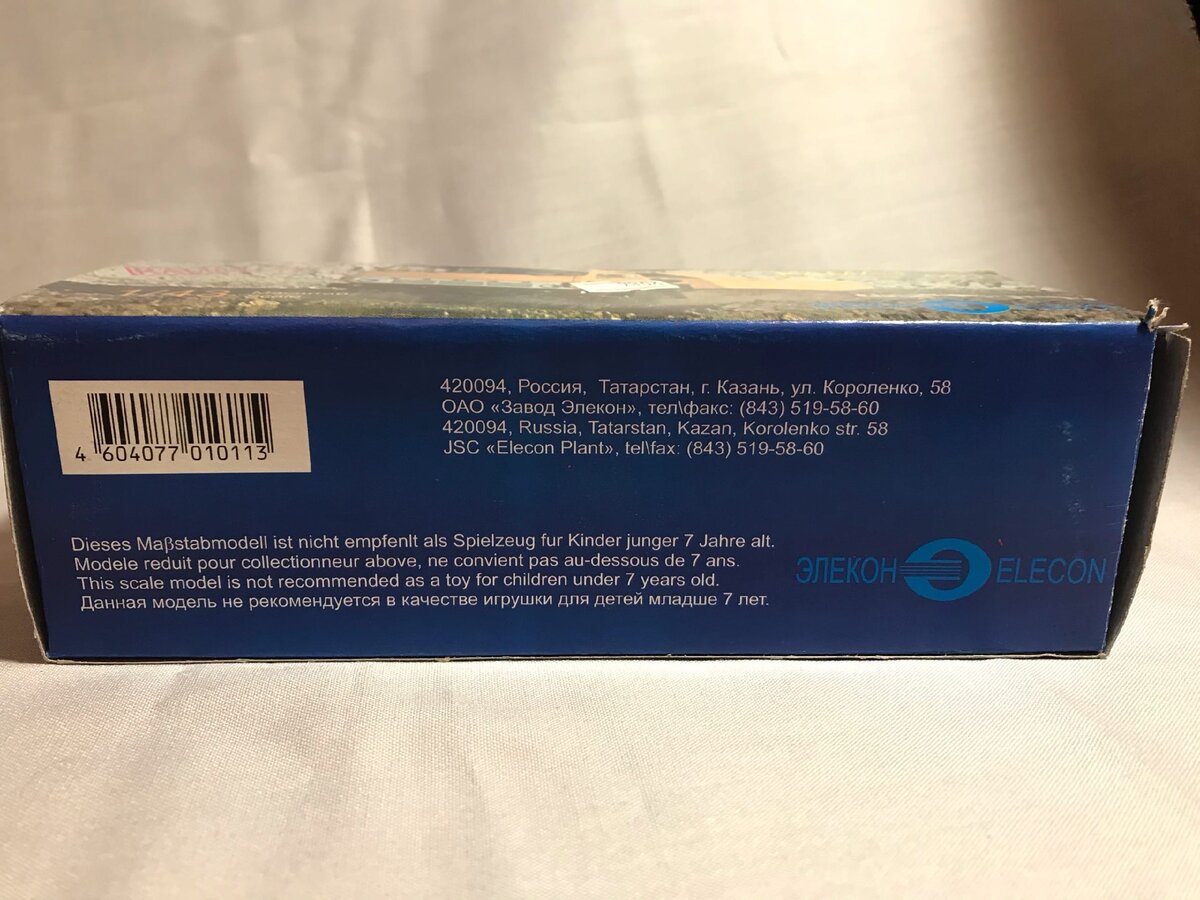 4 604077 010113
420094, Россия, Татарстан, г. Казань, ул. Короленко, 58
ОАО «Завод Элекон», тел\факс: (843) 519-58-60
420094, Russia, Tatarstan, Kazan, Korolenko str. 58
JSC «Elecon Plant», tel\fax: (843) 519-58-60
Dieses Maβstabmodell ist nicht empfenlt als Spielzeug fur Kinder junger 7 Jahre alt.
Modele reduit pour collectionneur above, ne convient pas au-dessous de 7 ans.
This scale model is not recommended as a toy for children under 7 years old.
Данная модель не рекомендуется в качестве игрушки для детей младше 7 лет.
ЭЛЕКОН ELECON